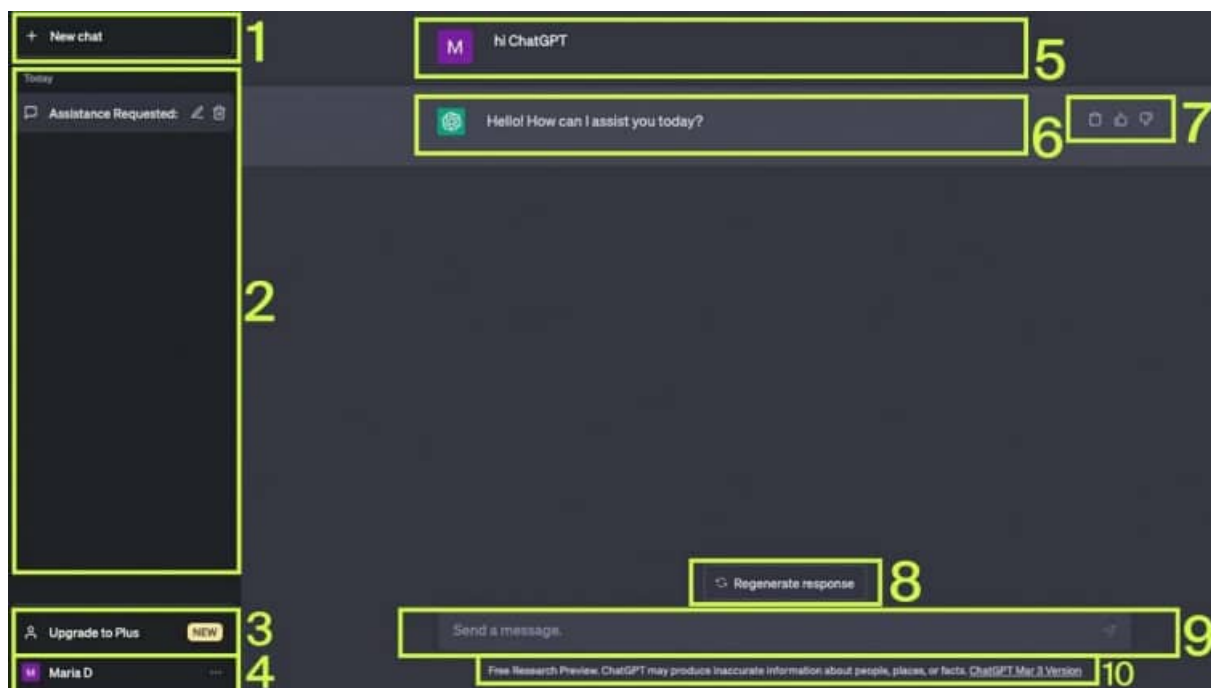 + New chat
1
Today
Assistance Requested:
2
Upgrade to Plus NEW
3
M Maria D ...
4
M hi ChatGPT
5
Hello! How can I assist you today?
6
7
Regenerate response
8
Send a message.
9
Free Research Preview. ChatGPT may produce inaccurate information about people, places, or facts. ChatGPT Mar 3 Version
10